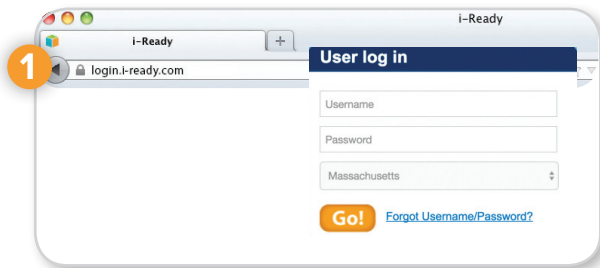 i-Ready
i-Ready
1
login.i-ready.com
User log in
Username
Password
Massachusetts
Go! Forgot Username/Password?